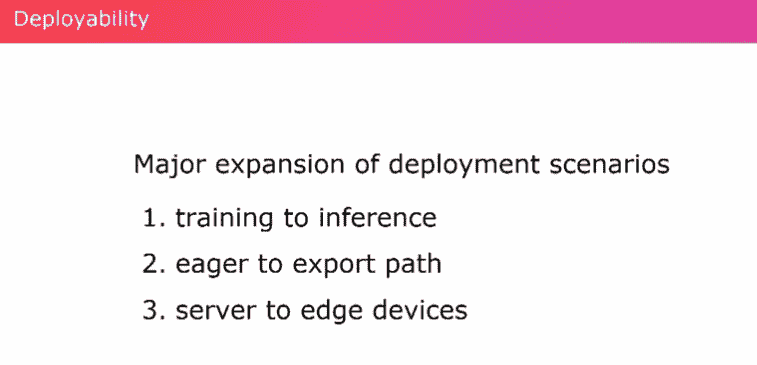 Deployability
Major expansion of deployment scenarios
1. training to inference
2. eager to export path
3. server to edge devices